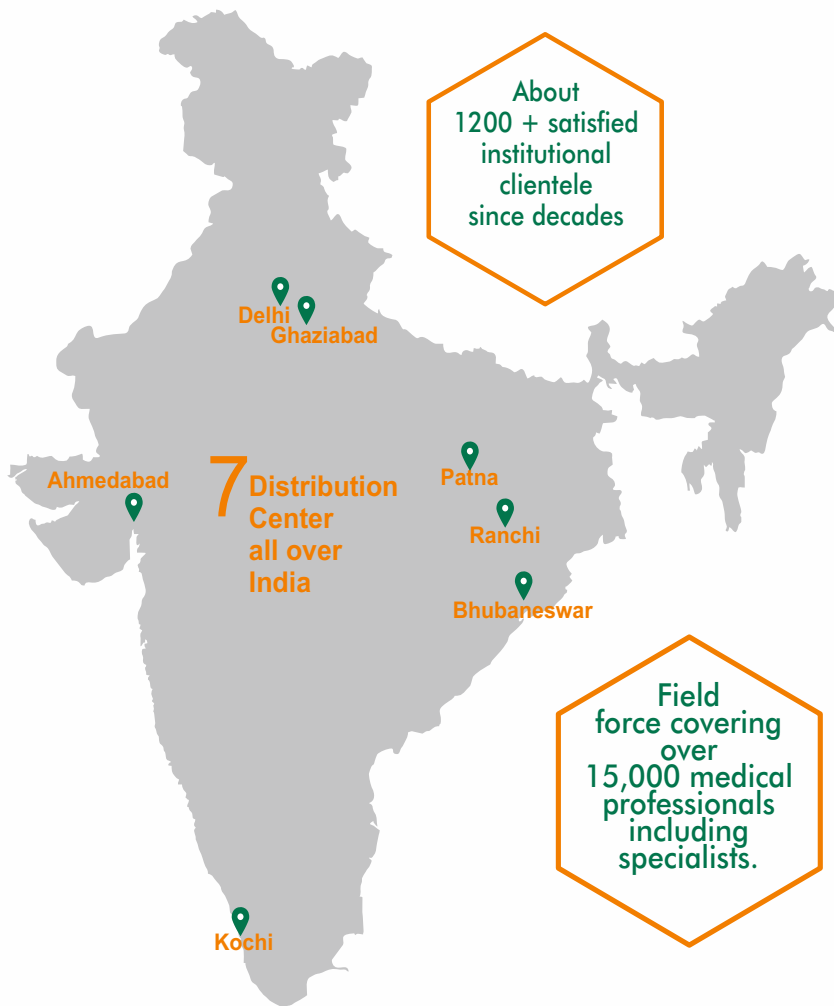 About
1200 + satisfied
institutional
clientele
since decades
Delhi
Ghaziabad
Ahmedabad
7 Distribution
Center
all over
India
Patna
Ranchi
Bhubaneswar
Field
force covering
over
15,000 medical
professionals
including
specialists.
Kochi